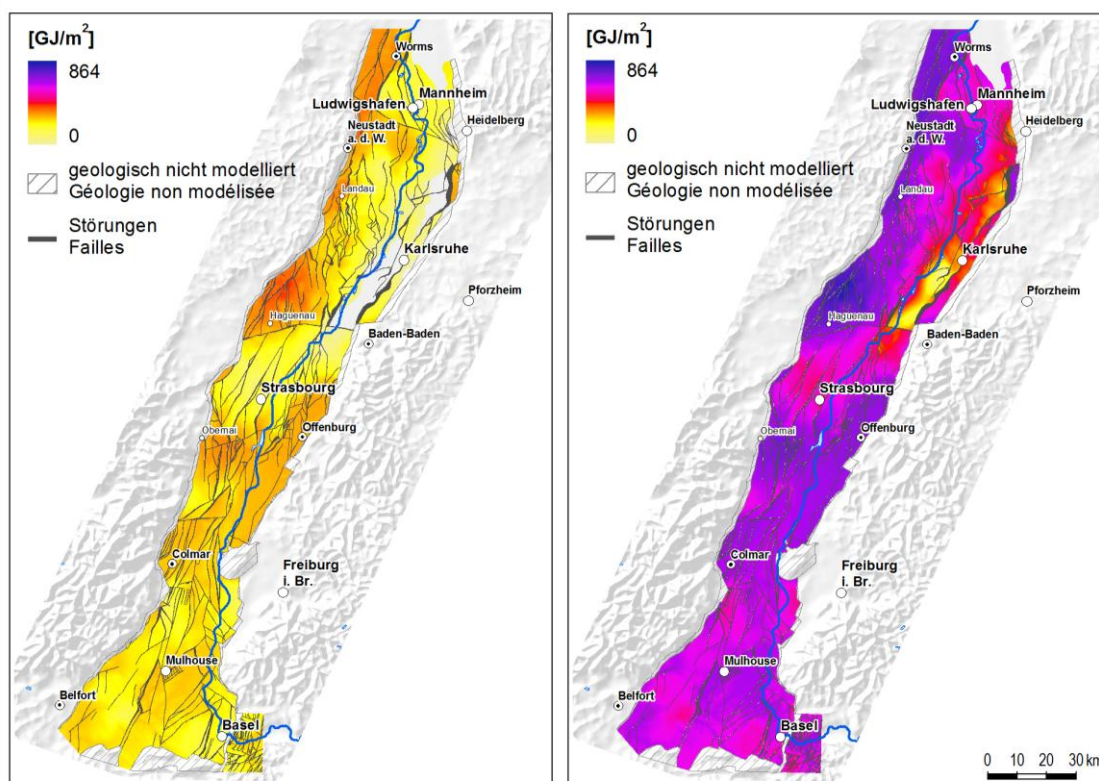 [GJ/m²]
864
0
geologisch nicht modelliert
Géologie non modélisée
Störungen
Failles
Worms
Mannheim
Ludwigshafen
Heidelberg
Neustadt
a. d. W.
Landau
Karlsruhe
Pforzheim
Haguenau
Baden-Baden
Strasbourg
Obernai
Offenburg
Colmar
Freiburg
i. Br.
Mulhouse
Belfort
Basel
[GJ/m²]
864
0
geologisch nicht modelliert
Géologie non modélisée
Störungen
Failles
Worms
Mannheim
Ludwigshafen
Heidelberg
Neustadt
a. d. W.
Landau
Karlsruhe
Pforzheim
Haguenau
Baden-Baden
Strasbourg
Obernai
Offenburg
Colmar
Freiburg
i. Br.
Mulhouse
Belfort
Basel
0 10 20 30 km